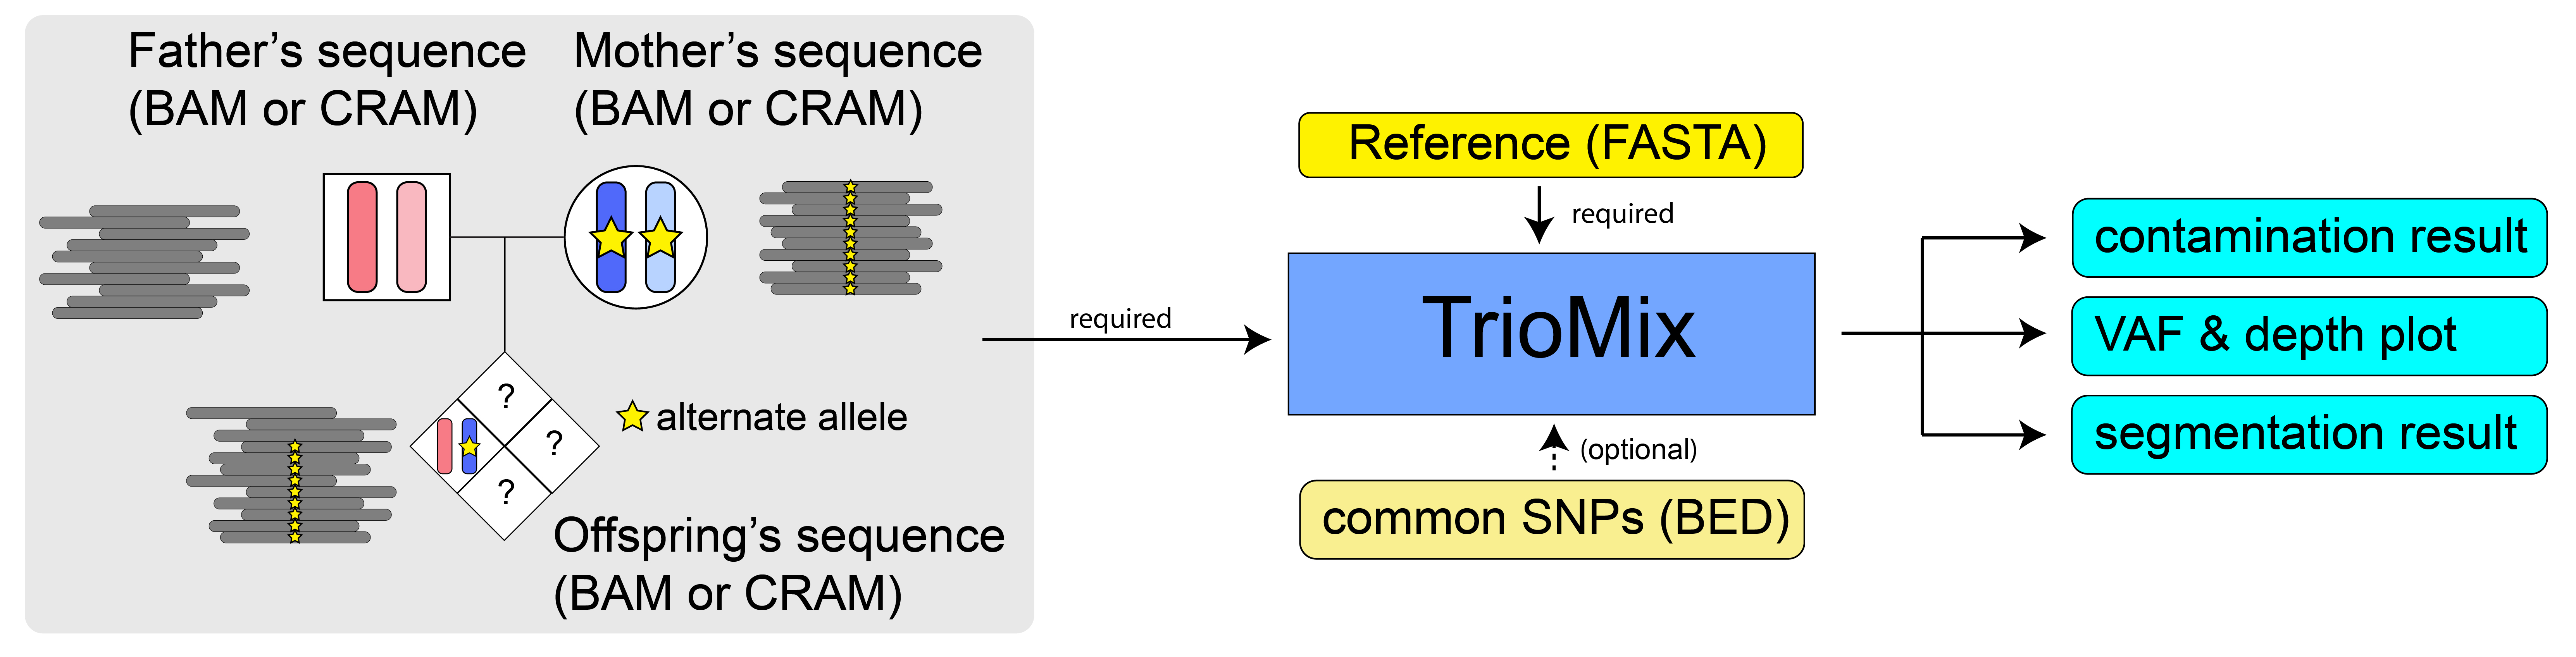 Father’s sequence
(BAM or CRAM)
Mother’s sequence
(BAM or CRAM)
?
?
?
alternate allele
Offspring’s sequence
(BAM or CRAM)
required
Reference (FASTA)
required
TrioMix
(optional)
common SNPs (BED)
contamination result
VAF & depth plot
segmentation result